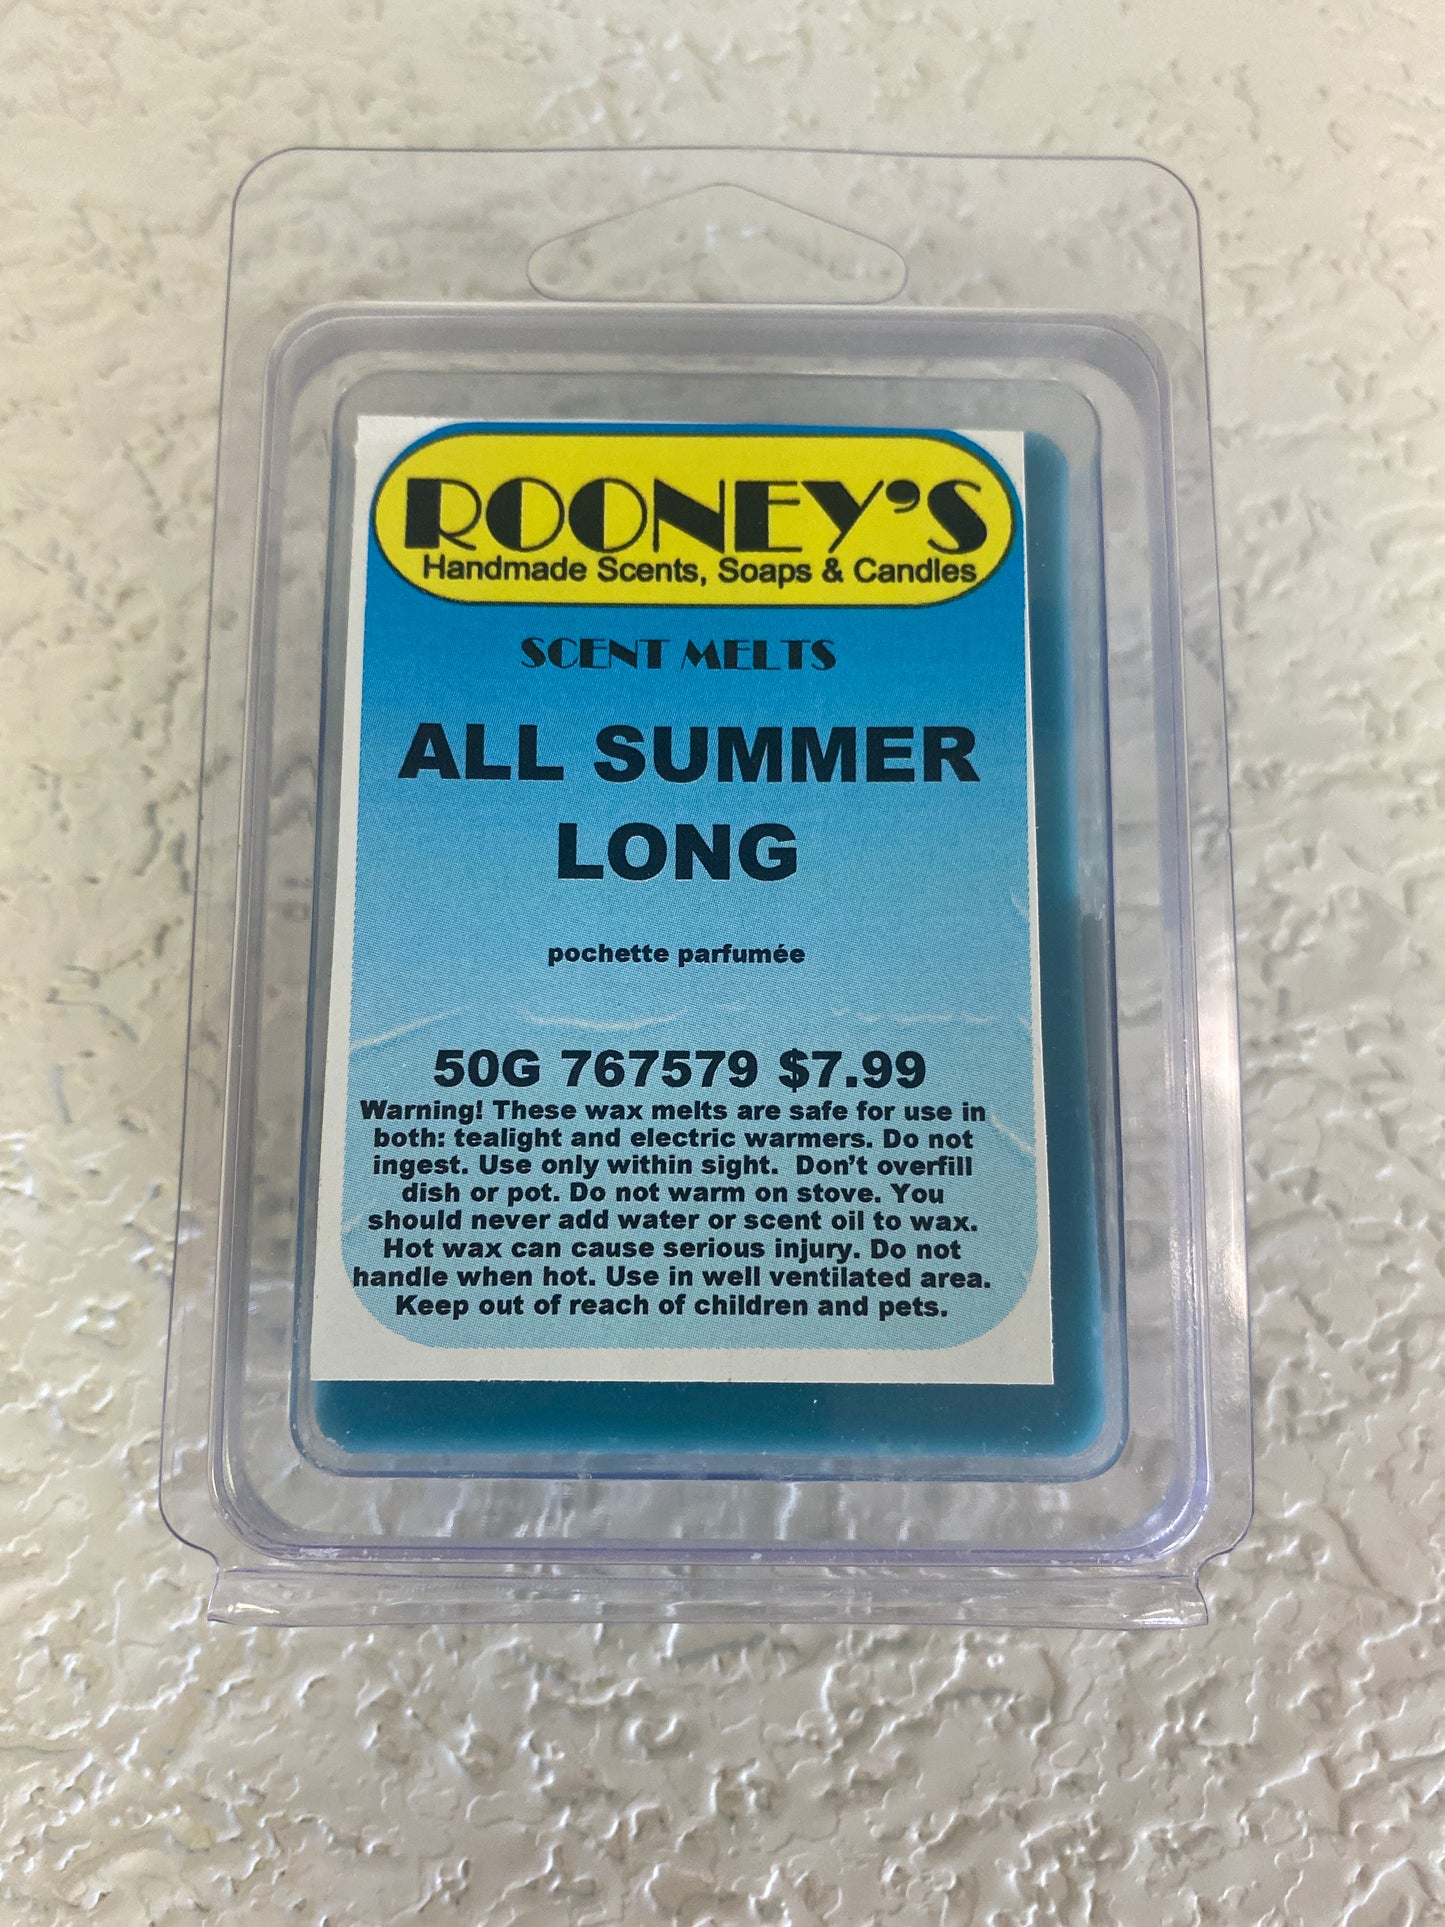 ROONEY'S
Handmade Scents, Soaps & Candles
SCENT MELTS
ALL SUMMER
LONG
pochette parfumée
50G 767579 $7.99
Warning! These wax melts are safe for use in
both: tealight and electric warmers. Do not
ingest. Use only within sight. Don't overfill
dish or pot. Do not warm on stove. You
should never add water or scent oil to wax.
Hot wax can cause serious injury. Do not
handle when hot. Use in well ventilated area.
Keep out of reach of children and pets.